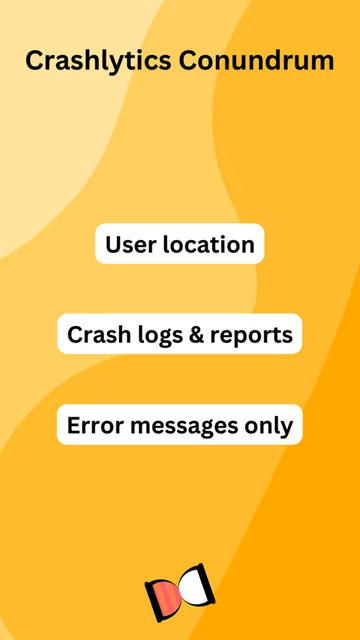 Crashlytics Conundrum
User location
Crash logs & reports
Error messages only